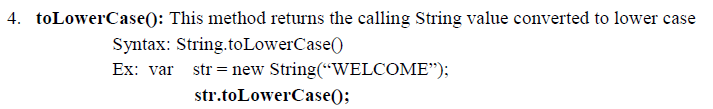 4. toLowerCase(): This method returns the calling String value converted to lower case
Syntax: String.toLowerCase()
Ex: var str = new String(“WELCOME”);
str.toLowerCase();